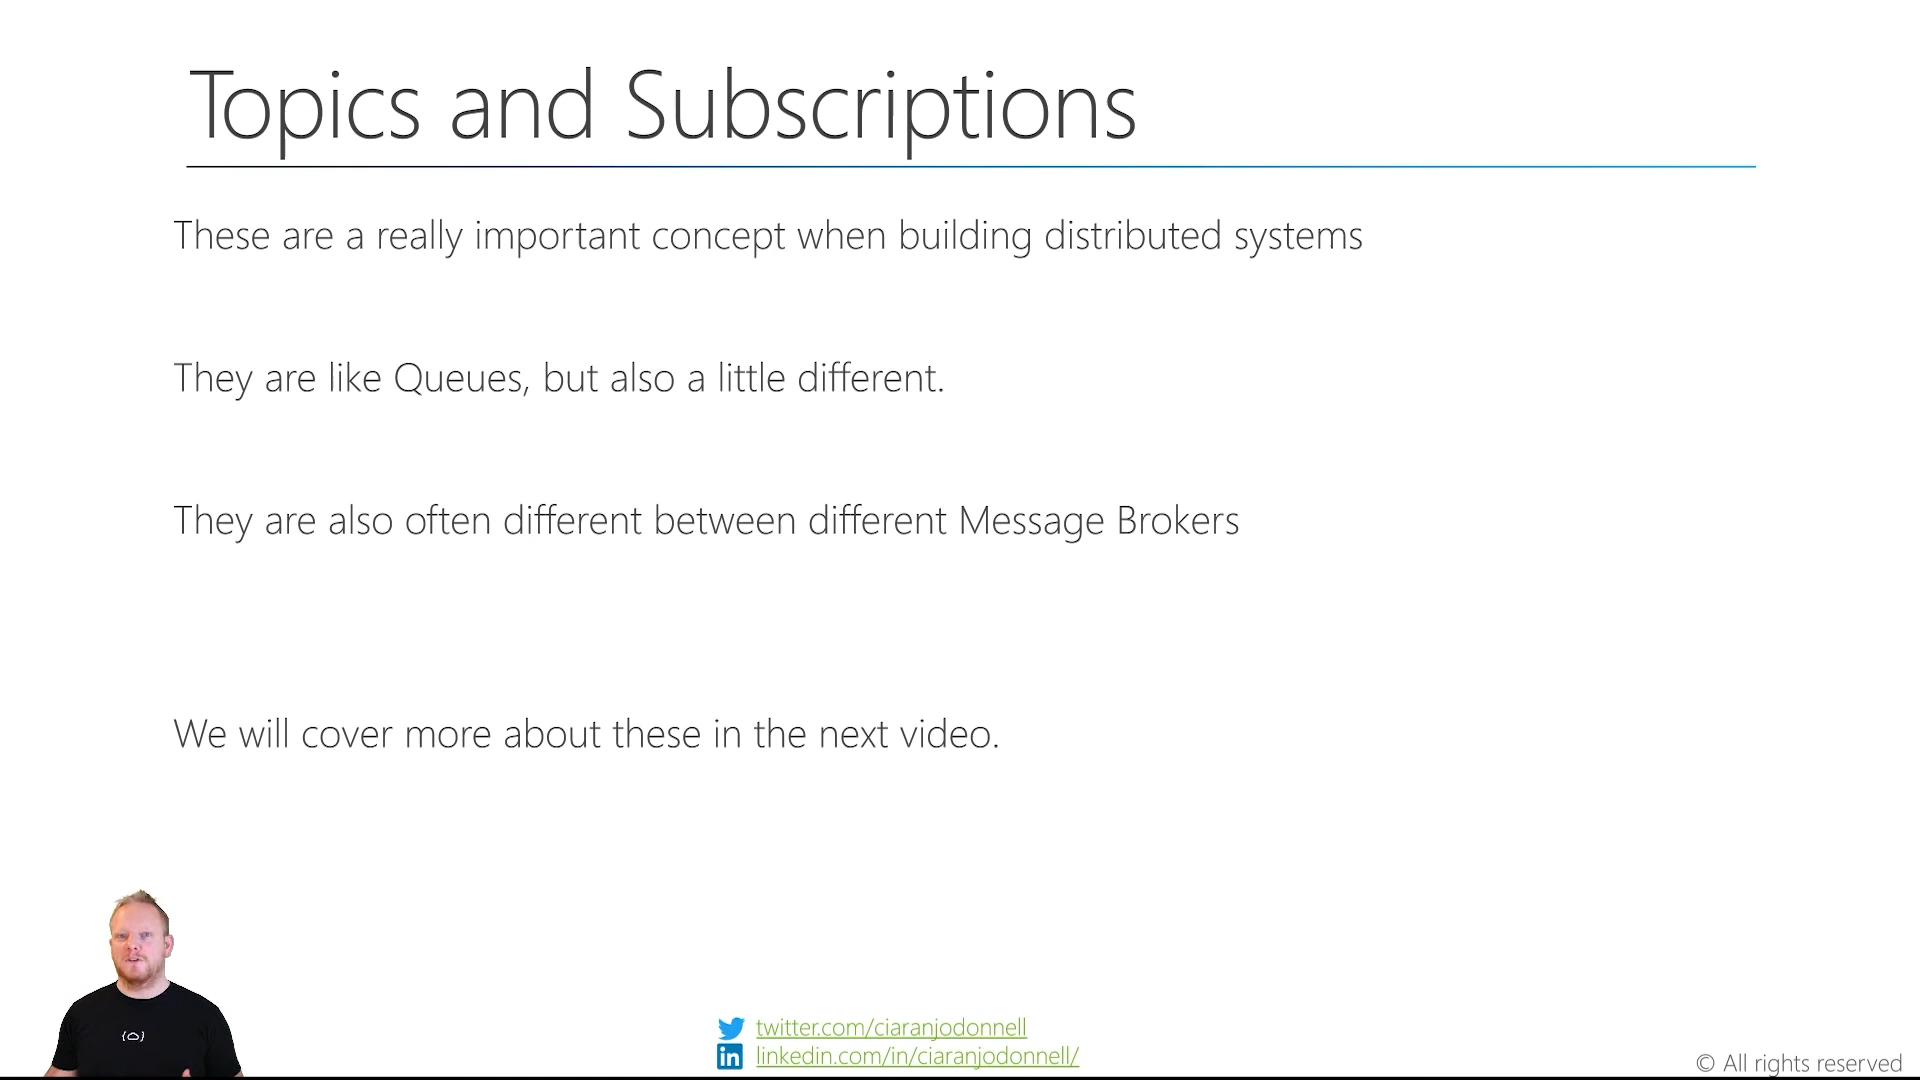 Topics and Subscriptions
These are a really important concept when building distributed systems
They are like Queues, but also a little different.
They are also often different between different Message Brokers
We will cover more about these in the next video.
twitter.com/ciaranjodonnell
in linkedin.com/in/ciaranjodonnell/
© All rights reserved